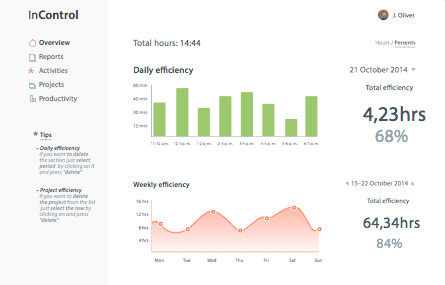 InControl
J. Oliver
Overview
Reports
Activities
Projects
Productivity
Tips
– Daily efficiency
If you want to delete
the section just select
period by clicking on it
and press "delete"
– Project efficiency
If you want to delete
the project from the list
just select the row by
clicking on and press
"delete"
Total hours: 14:44
Hours / Persents
Daily efficiency
21 October 2014
60 min
45 min
30 min
15 min
11-12 a.m.
12-1 p.m.
1-2 p.m.
2-3 p.m.
3-4 p.m.
4-5 p.m.
5-6 p.m.
6-7 p.m.
Total efficiency
4,23hrs
68%
Weekly efficiency
15–22 October 2014
16 hrs
12 hrs
8 hrs
4 hrs
Mon
Tue
Wed
Thu
Fri
Sat
Sun
Total efficiency
64,34hrs
84%